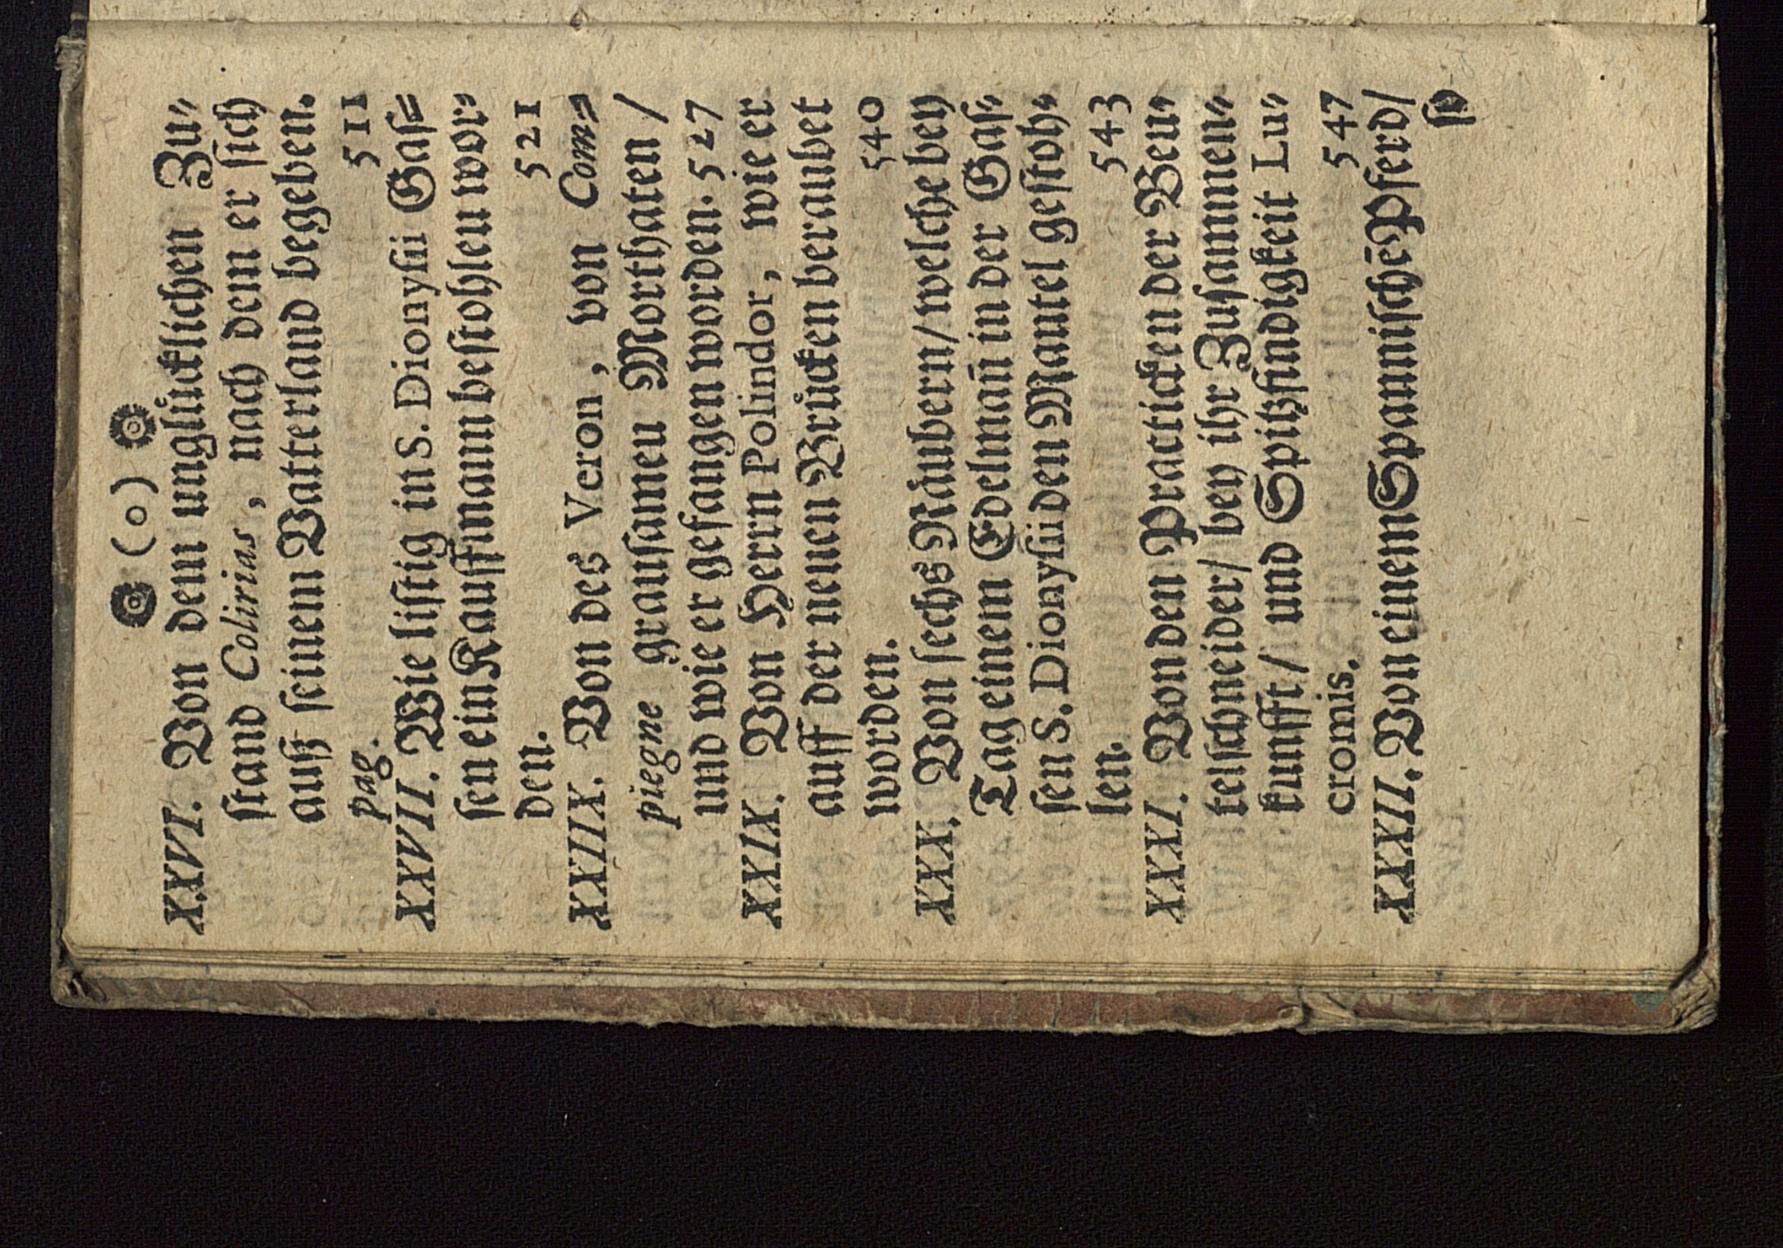 (o)
XXVI. Von dem unglücklichen Zu-
stand Colirias, nach dem er sich
auß seinem Vatterland begeben.
pag. 511
XXVII. Wie listig in S. Dionysii Gas-
sen ein Kauffmann bestohlen wor-
den. 521
XXIIX. Von des Veron, von Com-
piegne grausamen Morthaten /
und wie er gefangen worden. 527
XXIX. Von Herrn Polindor, wie er
auff der neuen Brücken beraubet
worden. 540
XXX. Von sechs Räubern/ welche bey
Tag einem Edelmañ in der Gas-
sen S. Dionysii den Mantel gestoh-
len. 543
XXXI. Von den Practicken der Beu-
telschneider/ bey ihr Zusammen-
kunfft/ und Spitzfindigkeit Lu-
cromis. 547
XXXII. Von einem Spannischẽ Pferd/
so